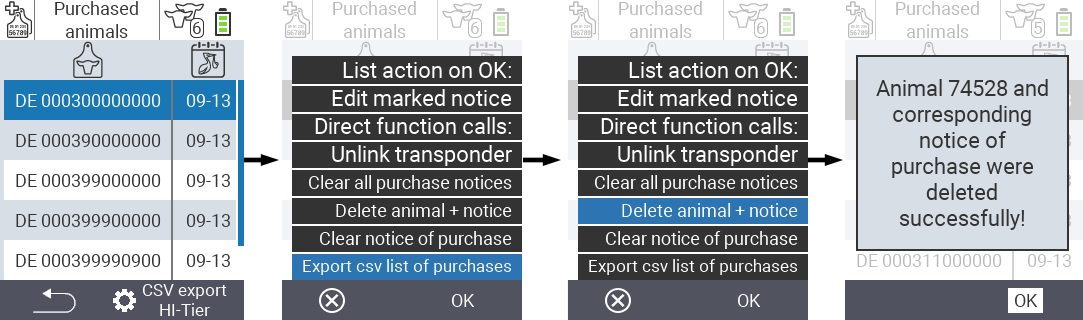 Purchased
animals
6
56789
DE 000300000000 09-13
DE 000390000000 09-13
DE 000399000000 09-13
DE 000399900000 09-13
DE 000399990900 09-13
CSV export
HI-Tier
Purchased
animals
6
56789
List action on OK:
Edit marked notice
Direct function calls:
Unlink transponder
Clear all purchase notices
Delete animal + notice
Clear notice of purchase
Export csv list of purchases
OK
Purchased
animals
6
56789
List action on OK:
Edit marked notice
Direct function calls:
Unlink transponder
Clear all purchase notices
Delete animal + notice
Clear notice of purchase
Export csv list of purchases
OK
Purchased
animals
5
56789
Animal 74528 and
corresponding
notice of
purchase were
deleted
successfully!
DE 000311000000 09-13
OK